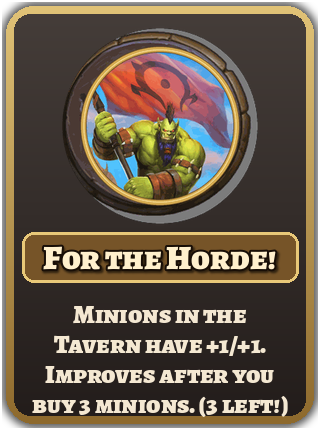 For the Horde!
Minions in the
Tavern have +1/+1.
Improves after you
buy 3 minions. (3 left!)